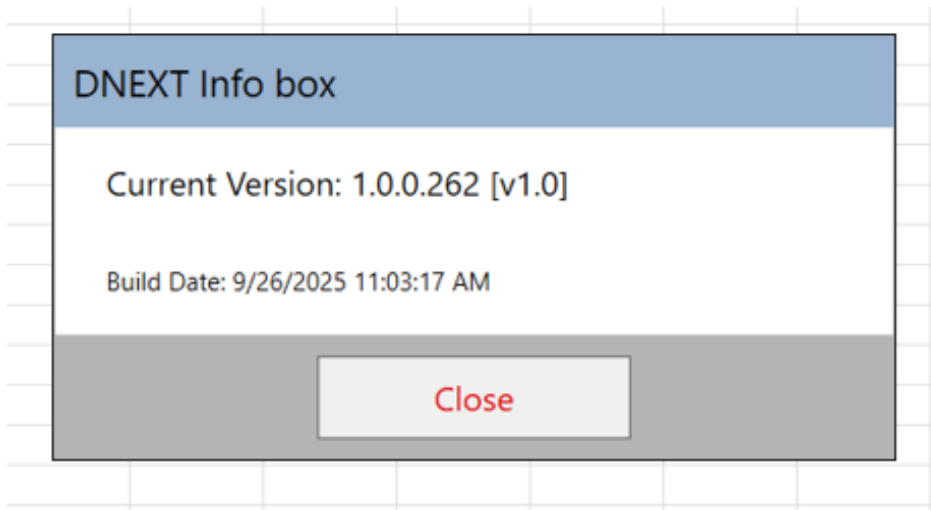 DNEXT Info box
Current Version: 1.0.0.262 [v1.0]
Build Date: 9/26/2025 11:03:17 AM
Close